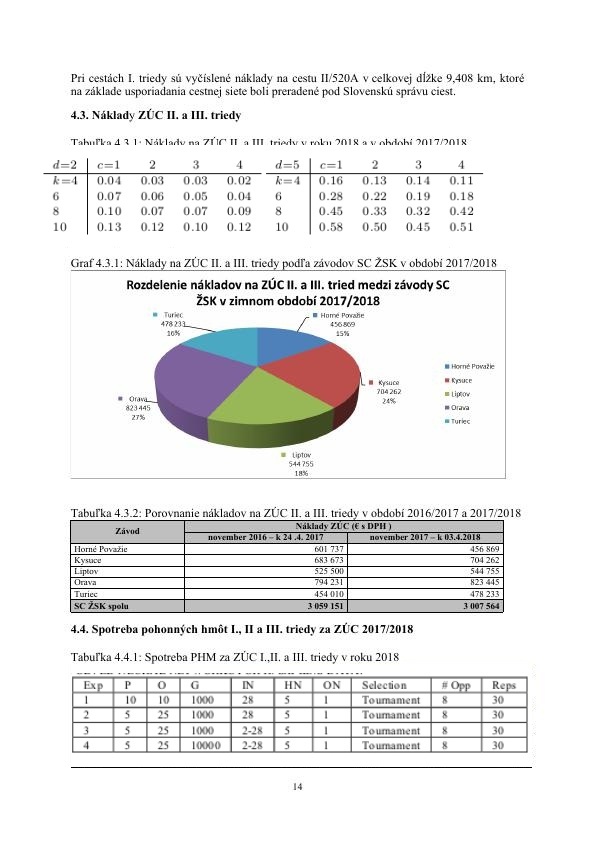 Pri cestách I. triedy sú vyčíslené náklady na cestu II/520A v celkovej dĺžke 9,408 km, ktoré
na základe usporiadania cestnej siete boli preradené pod Slovenskú správu ciest.
4.3. Náklady ZÚC II. a III. triedy
Tabuľka 4.3.1: Náklady na ZÚC II. a III. triedy v roku 2018 a v období 2017/2018
d=2 c=1 2 3 4 d=5 c=1 2 3 4
k=4 0.04 0.03 0.03 0.02 k=4 0.16 0.13 0.14 0.11
6 0.07 0.06 0.05 0.04 6 0.28 0.22 0.19 0.18
8 0.10 0.07 0.07 0.09 8 0.45 0.33 0.32 0.42
10 0.13 0.12 0.10 0.12 10 0.58 0.50 0.45 0.51
Graf 4.3.1: Náklady na ZÚC II. a III. triedy podľa závodov SC ŽSK v období 2017/2018
Rozdelenie nákladov na ZÚC II. a III. tried medzi závody SC
ŽSK v zimnom období 2017/2018
Turiec
478 233
16%
Horné Považie
456 869
15%
Kysuce
704 262
24%
Orava
823 445
27%
Liptov
544 755
18%
Horné Považie
Kysuce
Liptov
Orava
Turiec
Tabuľka 4.3.2: Porovnanie nákladov na ZÚC II. a III. triedy v období 2016/2017 a 2017/2018
Závod Náklady ZÚC (€ s DPH )
november 2016 – k 24 .4. 2017 november 2017 – k 03.4.2018
Horné Považie 601 737 456 869
Kysuce 683 673 704 262
Liptov 525 500 544 755
Orava 794 231 823 445
Turiec 454 010 478 233
SC ŽSK spolu 3 059 151 3 007 564
4.4. Spotreba pohonných hmôt I., II a III. triedy za ZÚC 2017/2018
Tabuľka 4.4.1: Spotreba PHM za ZÚC I.,II. a III. triedy v roku 2018
Exp P O G IN HN ON Selection # Opp Reps
1 10 10 1000 28 5 1 Tournament 8 30
2 5 25 1000 28 5 1 Tournament 8 30
3 5 25 1000 2-28 5 1 Tournament 8 30
4 5 25 10000 2-28 5 1 Tournament 8 30
14